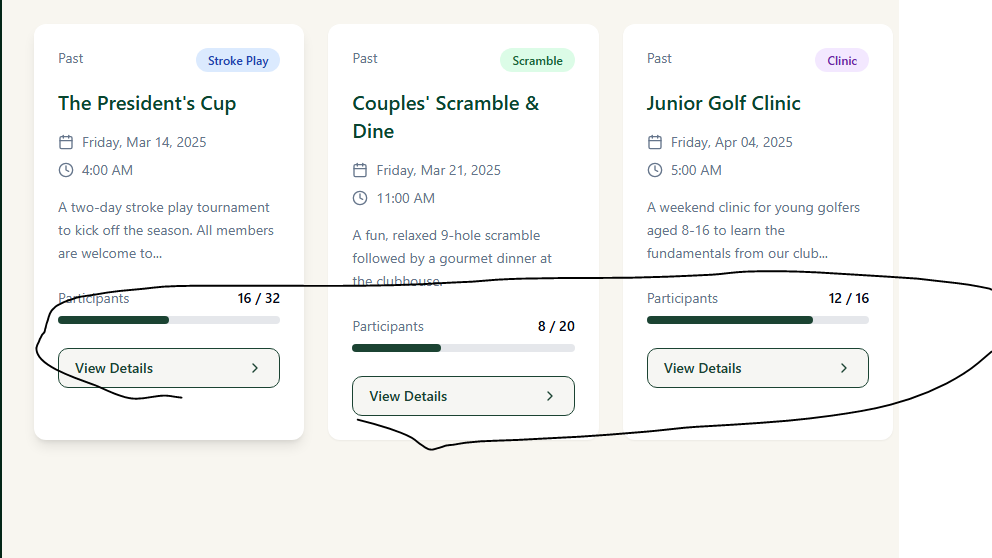 Past
Stroke Play
The President's Cup
Friday, Mar 14, 2025
4:00 AM
A two-day stroke play tournament
to kick off the season. All members
are welcome to...
Participants
16 / 32
View Details
Past
Scramble
Couples' Scramble &
Dine
Friday, Mar 21, 2025
11:00 AM
A fun, relaxed 9-hole scramble
followed by a gourmet dinner at
the clubhouse.
Participants
8 / 20
View Details
Past
Clinic
Junior Golf Clinic
Friday, Apr 04, 2025
5:00 AM
A weekend clinic for young golfers
aged 8-16 to learn the
fundamentals from our club...
Participants
12 / 16
View Details